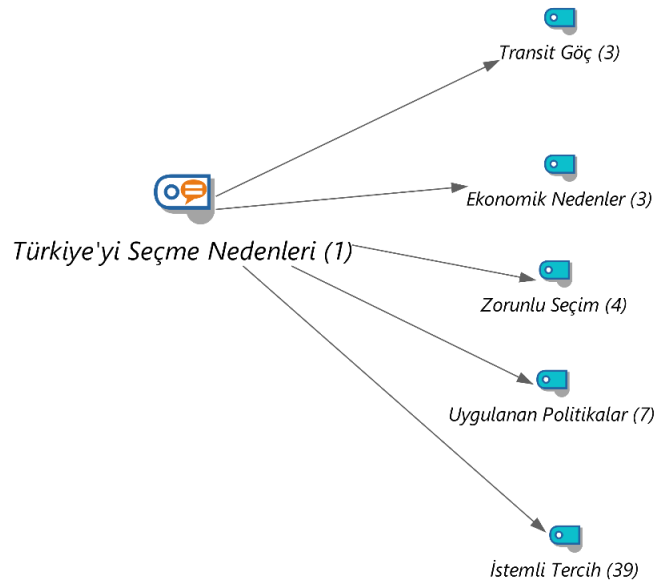 Transit Göç (3)
Ekonomik Nedenler (3)
Türkiye'yi Seçme Nedenleri (1)
Zorunlu Seçim (4)
Uygulanan Politikalar (7)
İstemli Tercih (39)